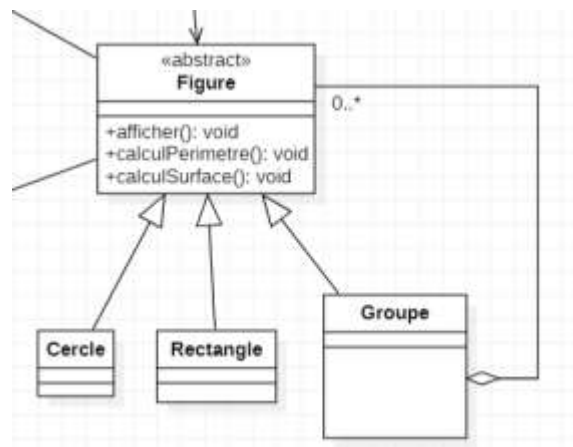 «abstract»
Figure
0..*
+afficher(): void
+calculPerimetre(): void
+calculSurface(): void
Groupe
Cercle
Rectangle